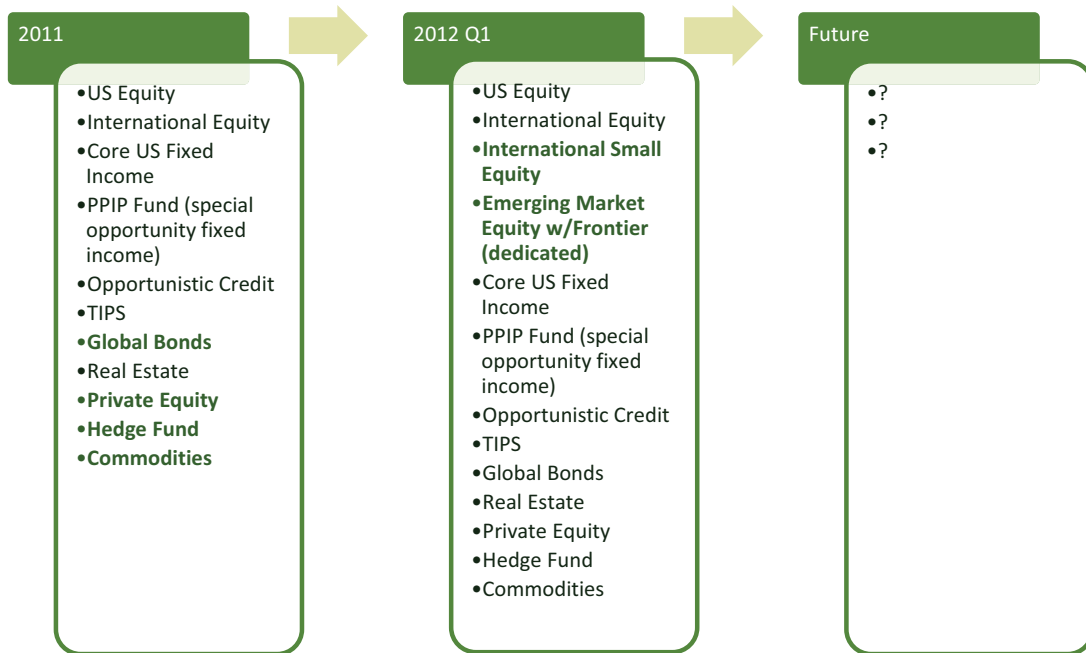 2011
•US Equity
•International Equity
•Core US Fixed
Income
•PPIP Fund (special
opportunity fixed
income)
•Opportunistic Credit
•TIPS
•Global Bonds
•Real Estate
•Private Equity
•Hedge Fund
•Commodities
2012 Q1
•US Equity
•International Equity
•International Small
Equity
•Emerging Market
Equity w/Frontier
(dedicated)
•Core US Fixed
Income
•PPIP Fund (special
opportunity fixed
income)
•Opportunistic Credit
•TIPS
•Global Bonds
•Real Estate
•Private Equity
•Hedge Fund
•Commodities
Future
•?
•?
•?